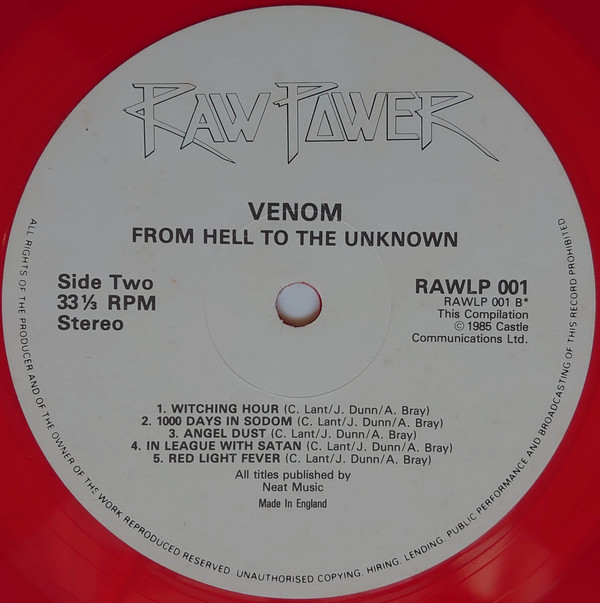 RAW POWER
VENOM
FROM HELL TO THE UNKNOWN
Side Two
33⅓ RPM
Stereo
RAWLP 001
RAWLP 001 B*
This Compilation
© 1985 Castle
Communications Ltd.
1. WITCHING HOUR (C. Lant/J. Dunn/A. Bray)
2. 1000 DAYS IN SODOM (C. Lant/J. Dunn/A. Bray)
3. ANGEL DUST (C. Lant/J. Dunn/A. Bray)
4. IN LEAGUE WITH SATAN (C. Lant/J. Dunn/A. Bray)
5. RED LIGHT FEVER (C. Lant/J. Dunn/A. Bray)
All titles published by
Neat Music
Made In England
ALL RIGHTS OF THE PRODUCER AND OF THE OWNER OF THE WORK REPRODUCED RESERVED. UNAUTHORISED COPYING, HIRING, LENDING, PUBLIC PERFORMANCE AND BROADCASTING OF THIS RECORD PROHIBITED